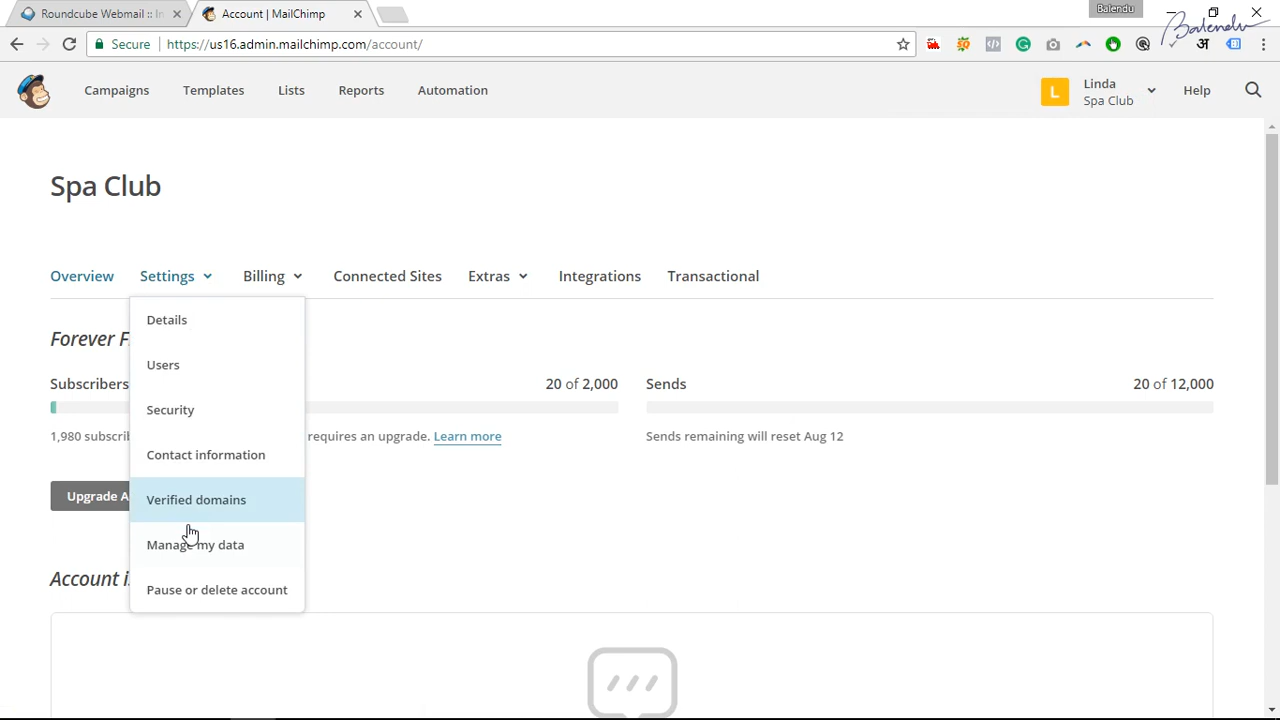 Balendu
Roundcube Webmail :: In
Account | MailChimp
Balendu
Secure
https://us16.admin.mailchimp.com/account/
अ
Campaigns
Templates
Lists
Reports
Automation
L
Linda
Spa Club
Help
Spa Club
Overview
Settings
Billing
Connected Sites
Extras
Integrations
Transactional
Details
Users
Security
Contact information
Verified domains
Manage my data
Pause or delete account
Forever F
Subscribers
20 of 2,000
Sends
20 of 12,000
1,980 subscrib
requires an upgrade. Learn more
Sends remaining will reset Aug 12
Upgrade A
Account i